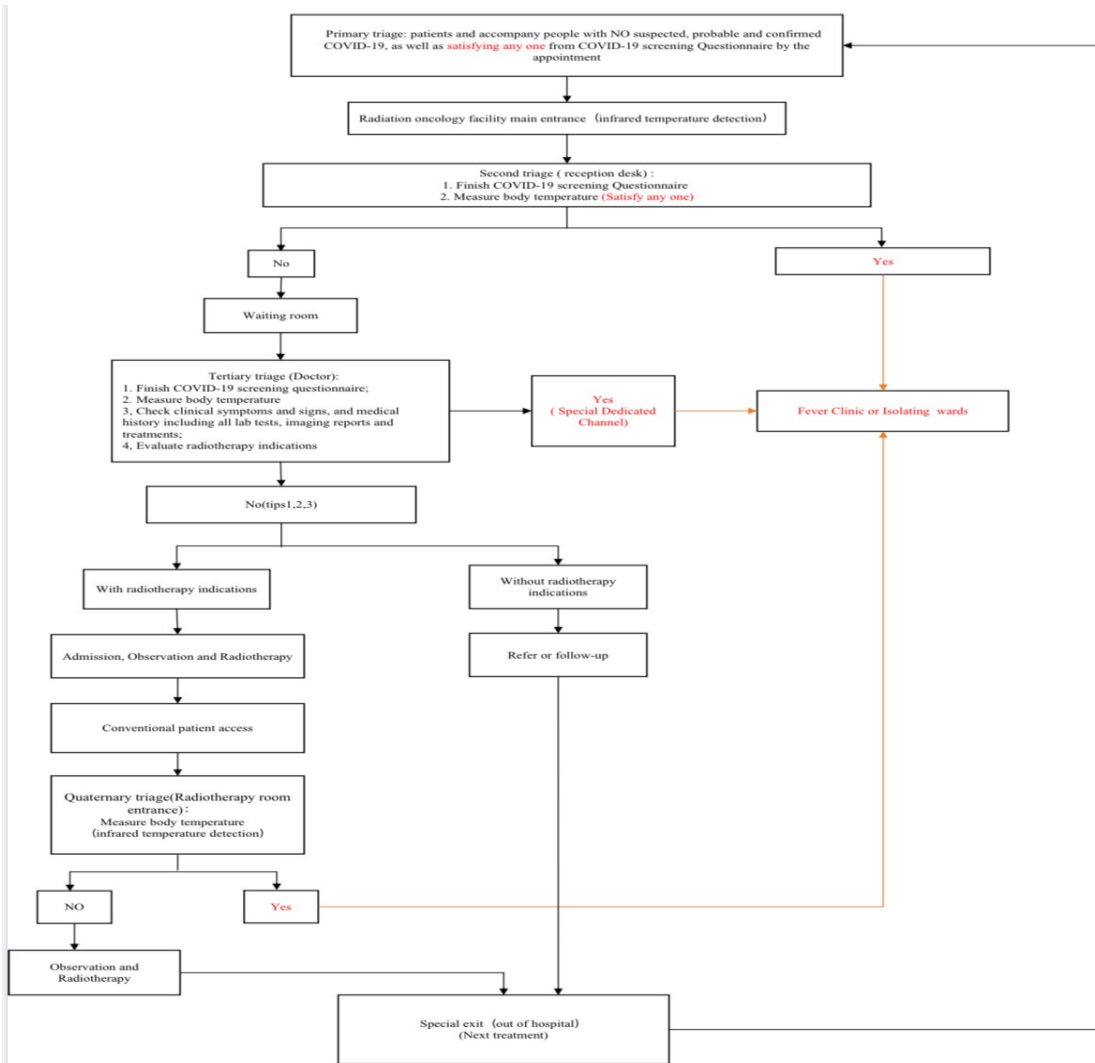 Primary triage: patients and accompany people with NO suspected, probable and confirmed
COVID-19, as well as satisfying any one from COVID-19 screening Questionnaire by the
appointment
Radiation oncology facility main entrance（infrared temperature detection）
Second triage ( reception desk) :
1. Finish COVID-19 screening Questionnaire
2. Measure body temperature (Satisfy any one)
No
Yes
Waiting room
Tertiary triage (Doctor):
1. Finish COVID-19 screening questionnaire;
2. Measure body temperature
3, Check clinical symptoms and signs, and medical
history including all lab tests, imaging reports and
treatments;
4, Evaluate radiotherapy indications
Yes
( Special Dedicated
Channel)
Fever Clinic or Isolating wards
No(tips1,2,3)
With radiotherapy indications
Without radiotherapy
indications
Admission, Observation and Radiotherapy
Refer or follow-up
Conventional patient access
Quaternary triage(Radiotherapy room
entrance)：
Measure body temperature
（infrared temperature detection）
NO
Yes
Observation and
Radiotherapy
Special exit（out of hospital）
(Next treatment)